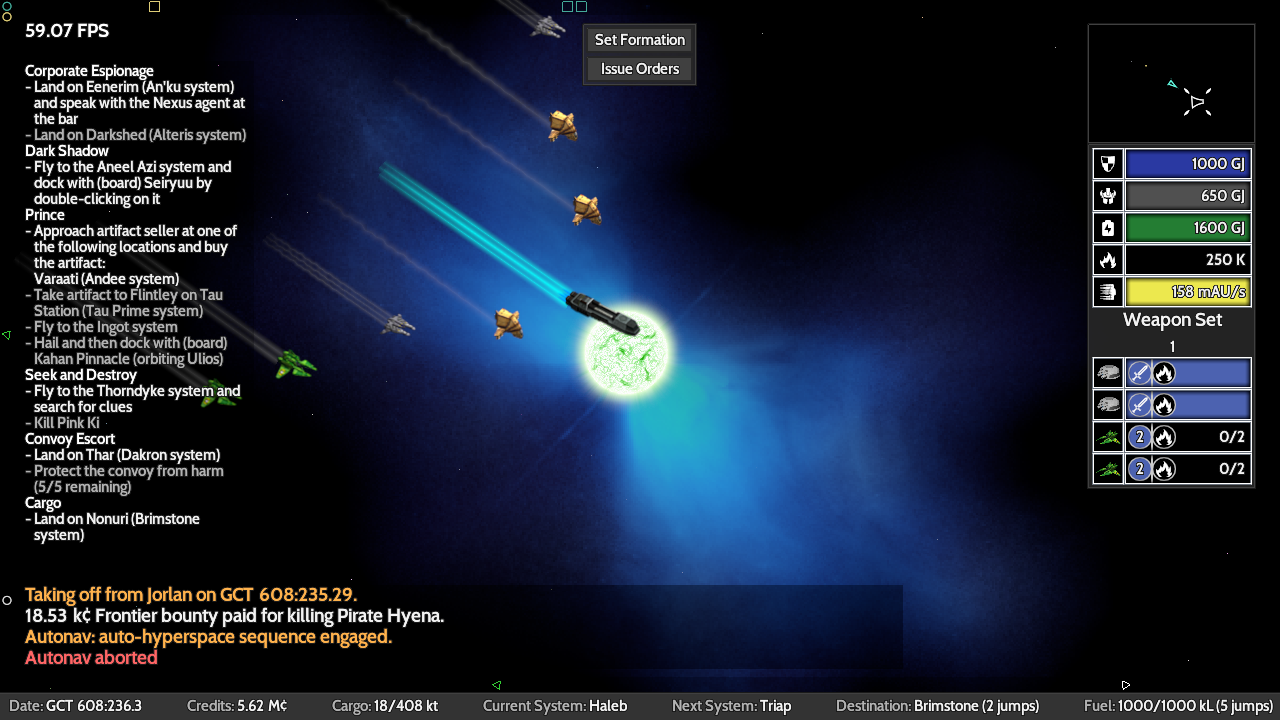 59.07 FPS
Set Formation
Issue Orders
Corporate Espionage
- Land on Eenerim (An'ku system)
and speak with the Nexus agent at
the bar
- Land on Darkshed (Alteris system)
Dark Shadow
- Fly to the Aneel Azi system and
dock with (board) Seiryuu by
double-clicking on it
Prince
- Approach artifact seller at one of
the following locations and buy
the artifact:
Varaati (Andee system)
- Take artifact to Flintley on Tau
Station (Tau Prime system)
- Fly to the Ingot system
- Hail and then dock with (board)
Kahan Pinnacle (orbiting Ulios)
Seek and Destroy
- Fly to the Thorndyke system and
search for clues
- Kill Pink Ki
Convoy Escort
- Land on Thar (Dakron system)
- Protect the convoy from harm
(5/5 remaining)
Cargo
- Land on Nonuri (Brimstone
system)
1000 GJ
650 GJ
1600 GJ
250 K
158 mAU/s
Weapon Set
1
2 0/2
2 0/2
Taking off from Jorlan on GCT 608:235.29.
18.53 k¢ Frontier bounty paid for killing Pirate Hyena.
Autonav: auto-hyperspace sequence engaged.
Autonav aborted
Date: GCT 608:236.3 Credits: 5.62 M¢ Cargo: 18/408 kt Current System: Haleb Next System: Triap Destination: Brimstone (2 jumps) Fuel: 1000/1000 kL (5 jumps)